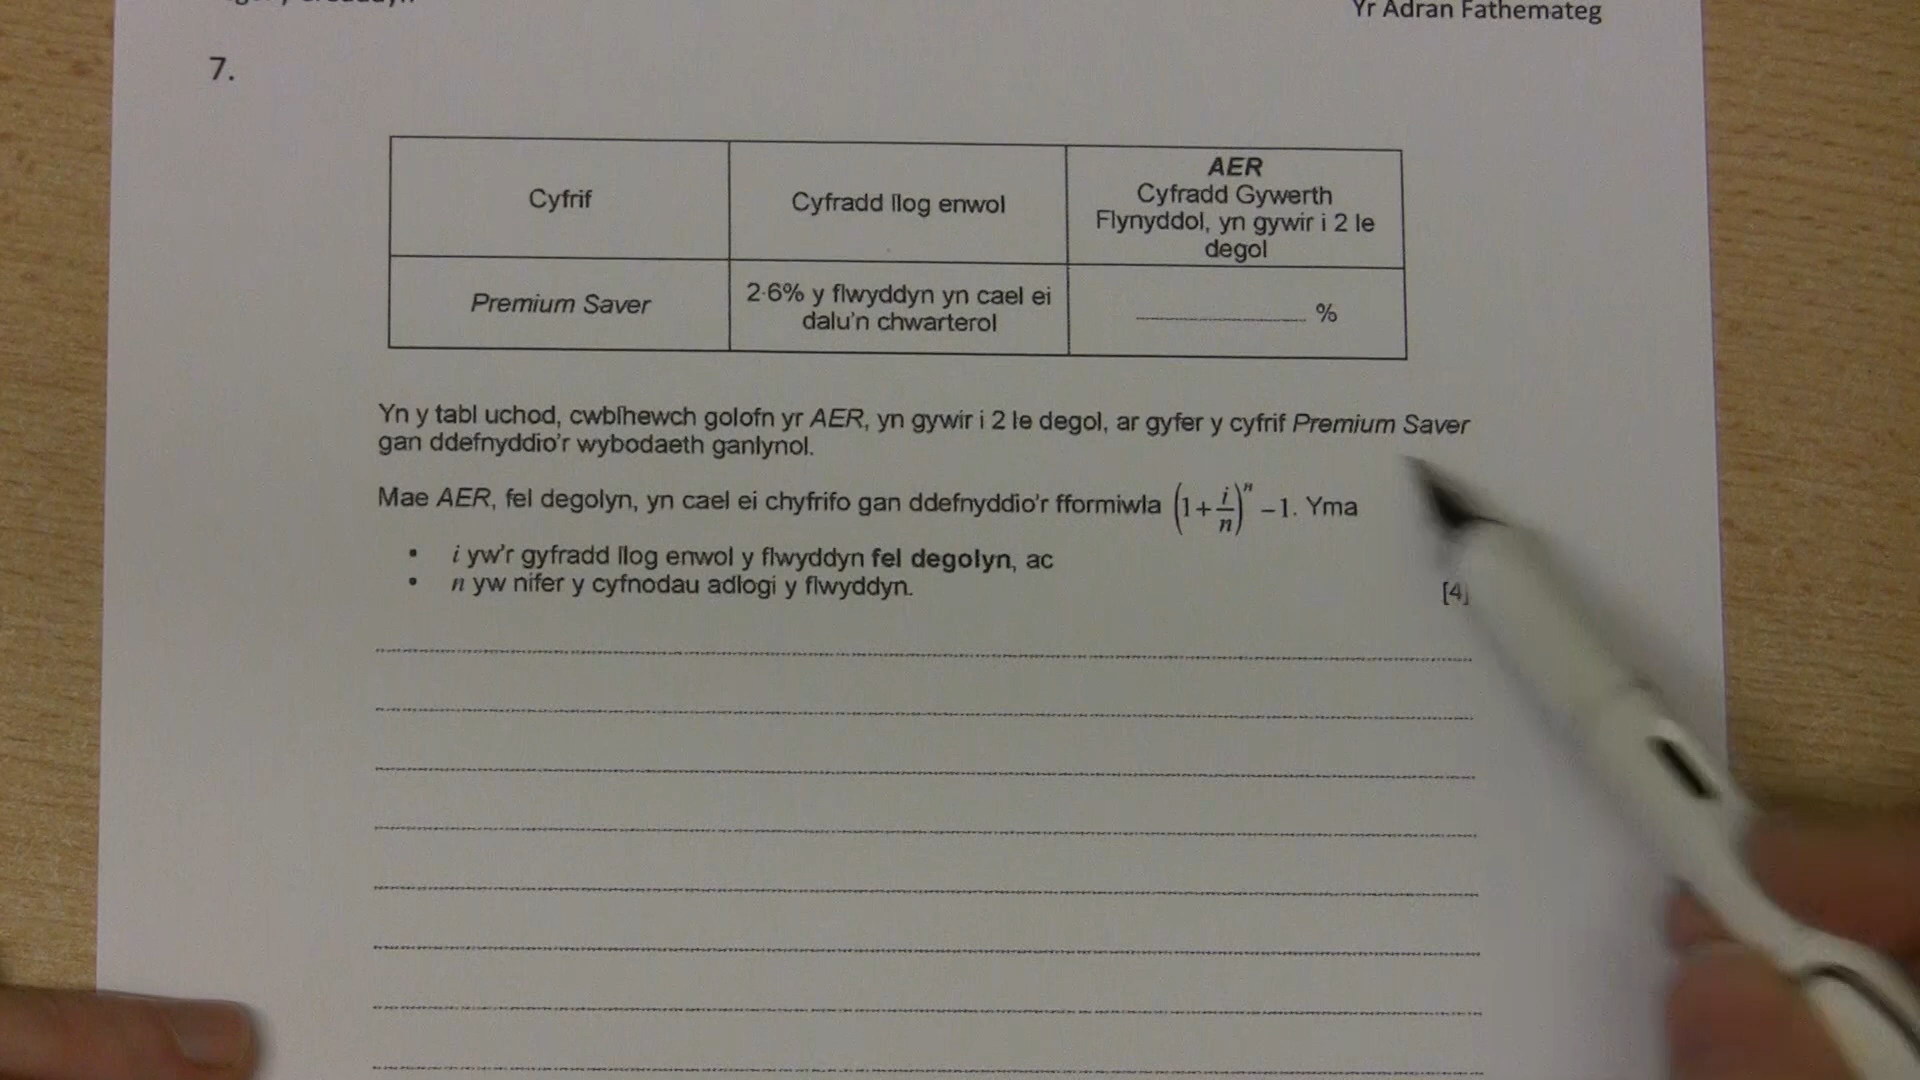 Yr Adran Fathemateg
7.
Cyfrif
Cyfradd llog enwol
AER
Cyfradd Gywerth
Flynyddol, yn gywir i 2 le
degol
Premium Saver
2·6% y flwyddyn yn cael ei
dalu'n chwarterol
%
Yn y tabl uchod, cwblhewch golofn yr AER, yn gywir i 2 le degol, ar gyfer y cyfrif Premium Saver
gan ddefnyddio'r wybodaeth ganlynol.
Mae AER, fel degolyn, yn cael ei chyfrifo gan ddefnyddio'r fformiwla (1+i/n)^n −1. Yma
• i yw'r gyfradd llog enwol y flwyddyn fel degolyn, ac
• n yw nifer y cyfnodau adlogi y flwyddyn.
[4]